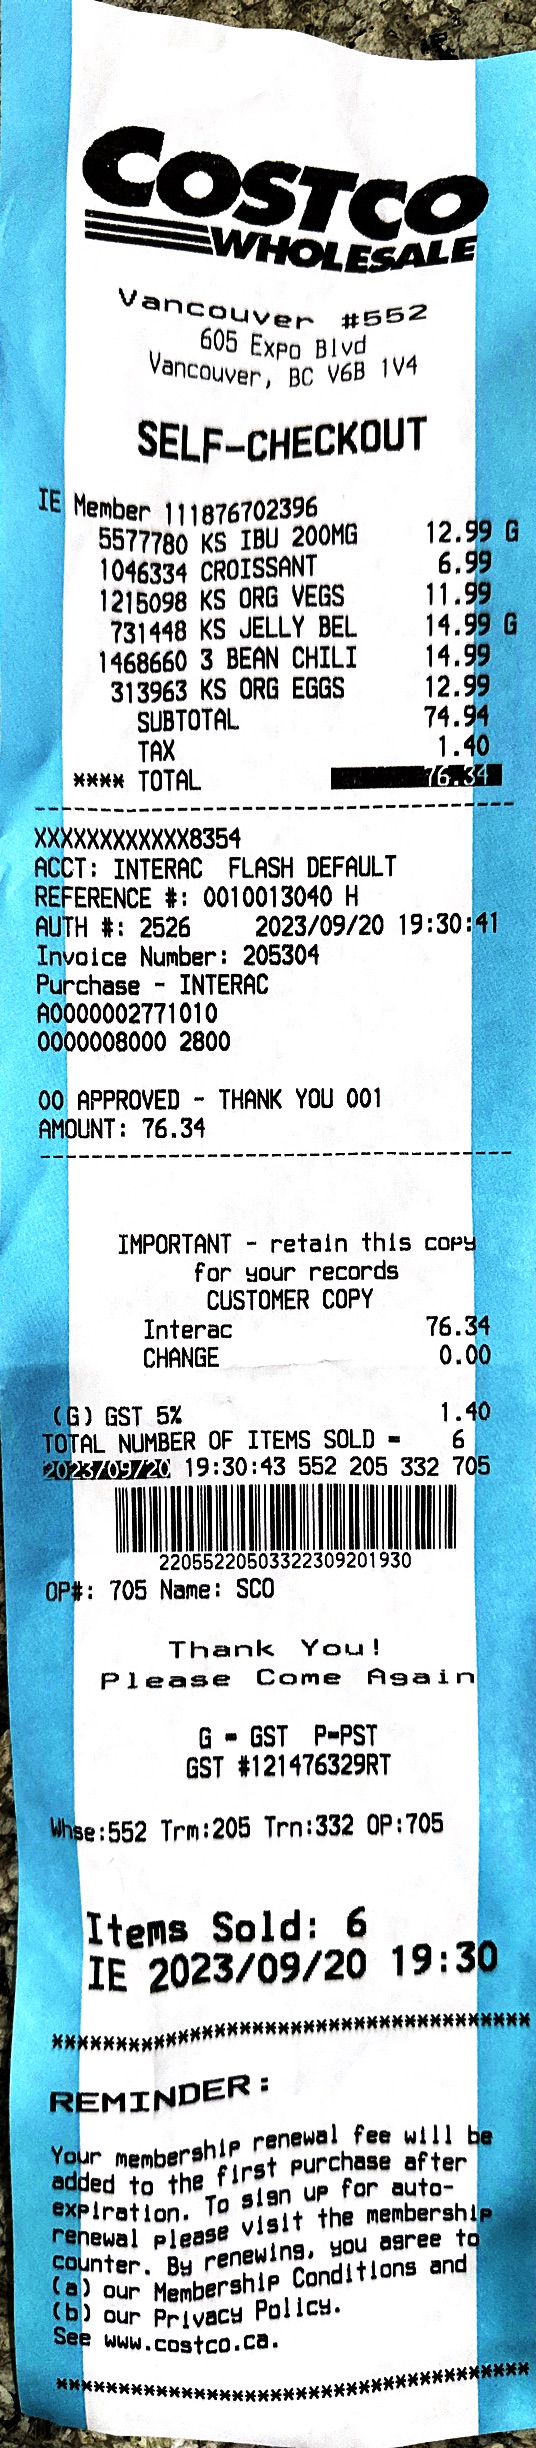 COSTCO
WHOLESALE
Vancouver #552
605 Expo Blvd
Vancouver, BC V6B 1V4
SELF-CHECKOUT
IE Member 111876702396
5577780 KS IBU 200MG 12.99 G
1046334 CROISSANT 6.99
1215098 KS ORG VEGS 11.99
731448 KS JELLY BEL 14.99 G
1468660 3 BEAN CHILI 14.99
313963 KS ORG EGGS 12.99
SUBTOTAL 74.94
TAX 1.40
**** TOTAL 76.34
XXXXXXXXXXXX8354
ACCT: INTERAC FLASH DEFAULT
REFERENCE #: 0010013040 H
AUTH #: 2526 2023/09/20 19:30:41
Invoice Number: 205304
Purchase - INTERAC
A0000002771010
0000008000 2800
00 APPROVED - THANK YOU 001
AMOUNT: 76.34
IMPORTANT - retain this copy
for your records
CUSTOMER COPY
Interac 76.34
CHANGE 0.00
(G) GST 5% 1.40
TOTAL NUMBER OF ITEMS SOLD = 6
2023/09/20 19:30:43 552 205 332 705
22055220503322309201930
OP#: 705 Name: SCO
Thank You!
Please Come Again
G = GST P=PST
GST #121476329RT
Whse:552 Trm:205 Trn:332 OP:705
Items Sold: 6
IE 2023/09/20 19:30
****************************************
REMINDER:
Your membership renewal fee will be
added to the first purchase after
expiration. To sign up for auto-
renewal please visit the membership
counter. By renewing, you agree to
(a) our Membership Conditions and
(b) our Privacy Policy.
See www.costco.ca.
****************************************